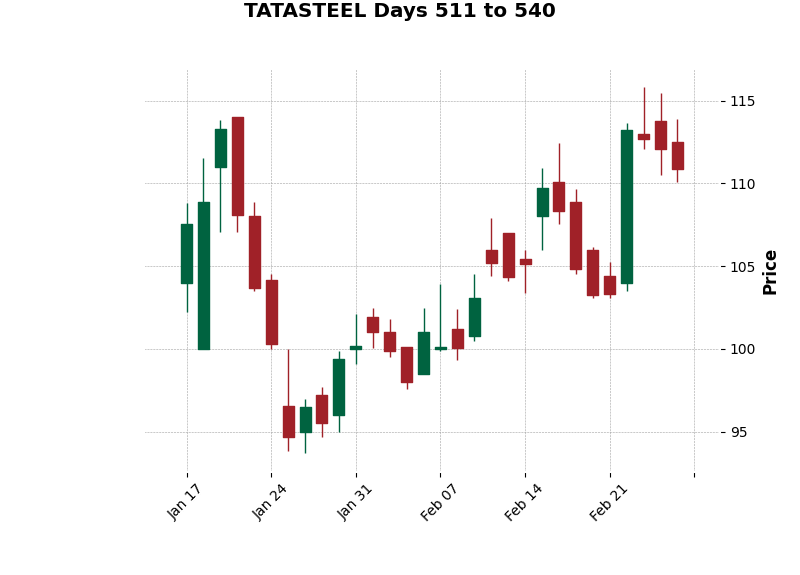 TATASTEEL Days 511 to 540
115
110
105
100
95
Price
Jan 17
Jan 24
Jan 31
Feb 07
Feb 14
Feb 21